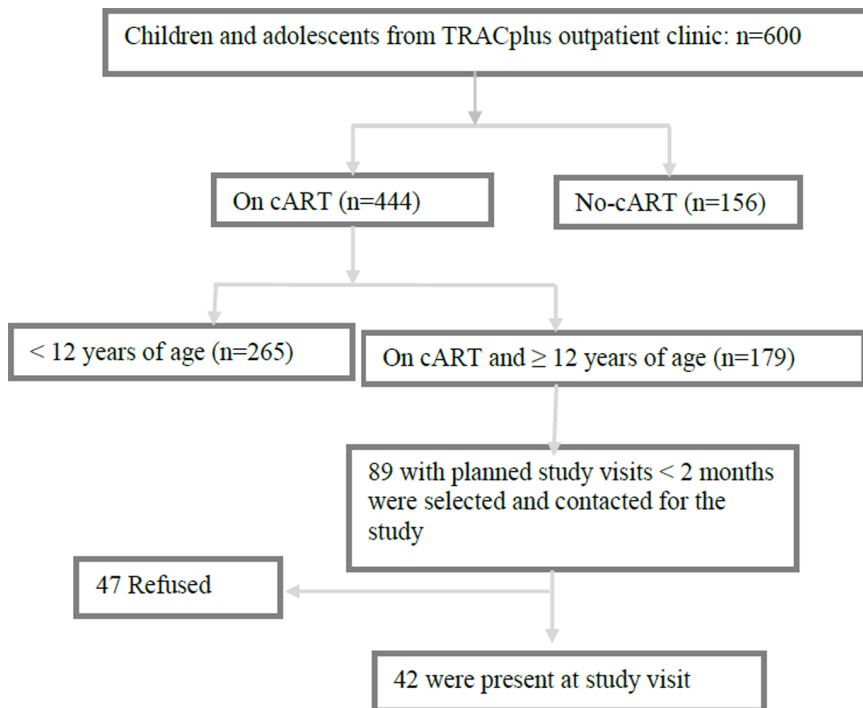 Children and adolescents from TRACplus outpatient clinic: n=600
On cART (n=444)
No-cART (n=156)
< 12 years of age (n=265)
On cART and ≥ 12 years of age (n=179)
89 with planned study visits < 2 months
were selected and contacted for the
study
47 Refused
42 were present at study visit